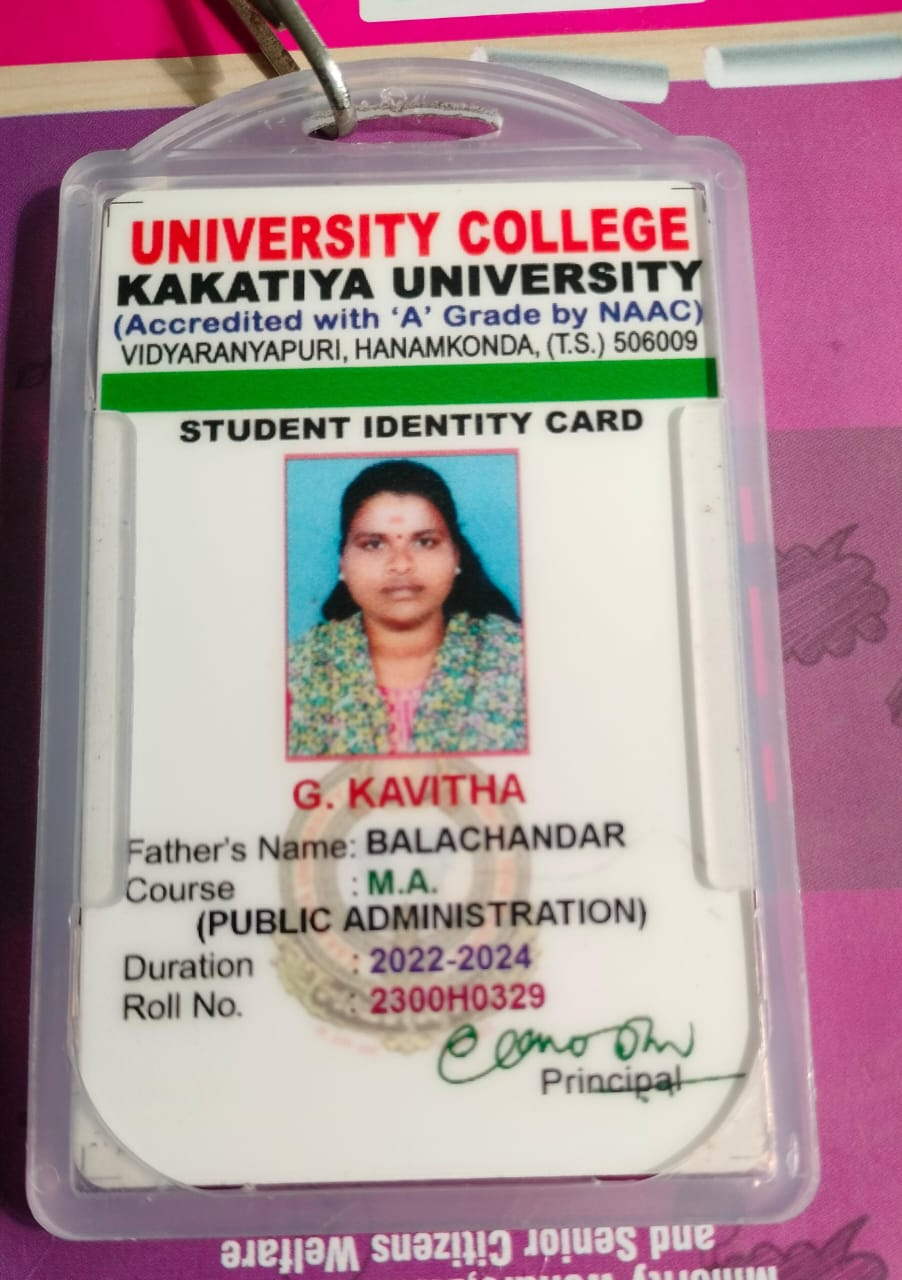 UNIVERSITY COLLEGE
KAKATIYA UNIVERSITY
(Accredited with ‘A’ Grade by NAAC)
VIDYARANYAPURI, HANAMKONDA, (T.S.) 506009
STUDENT IDENTITY CARD
G. KAVITHA
Father's Name: BALACHANDAR
Course : M.A.
(PUBLIC ADMINISTRATION)
Duration : 2022-2024
Roll No. : 2300H0329
Principal
and Senior Citizens Welfare